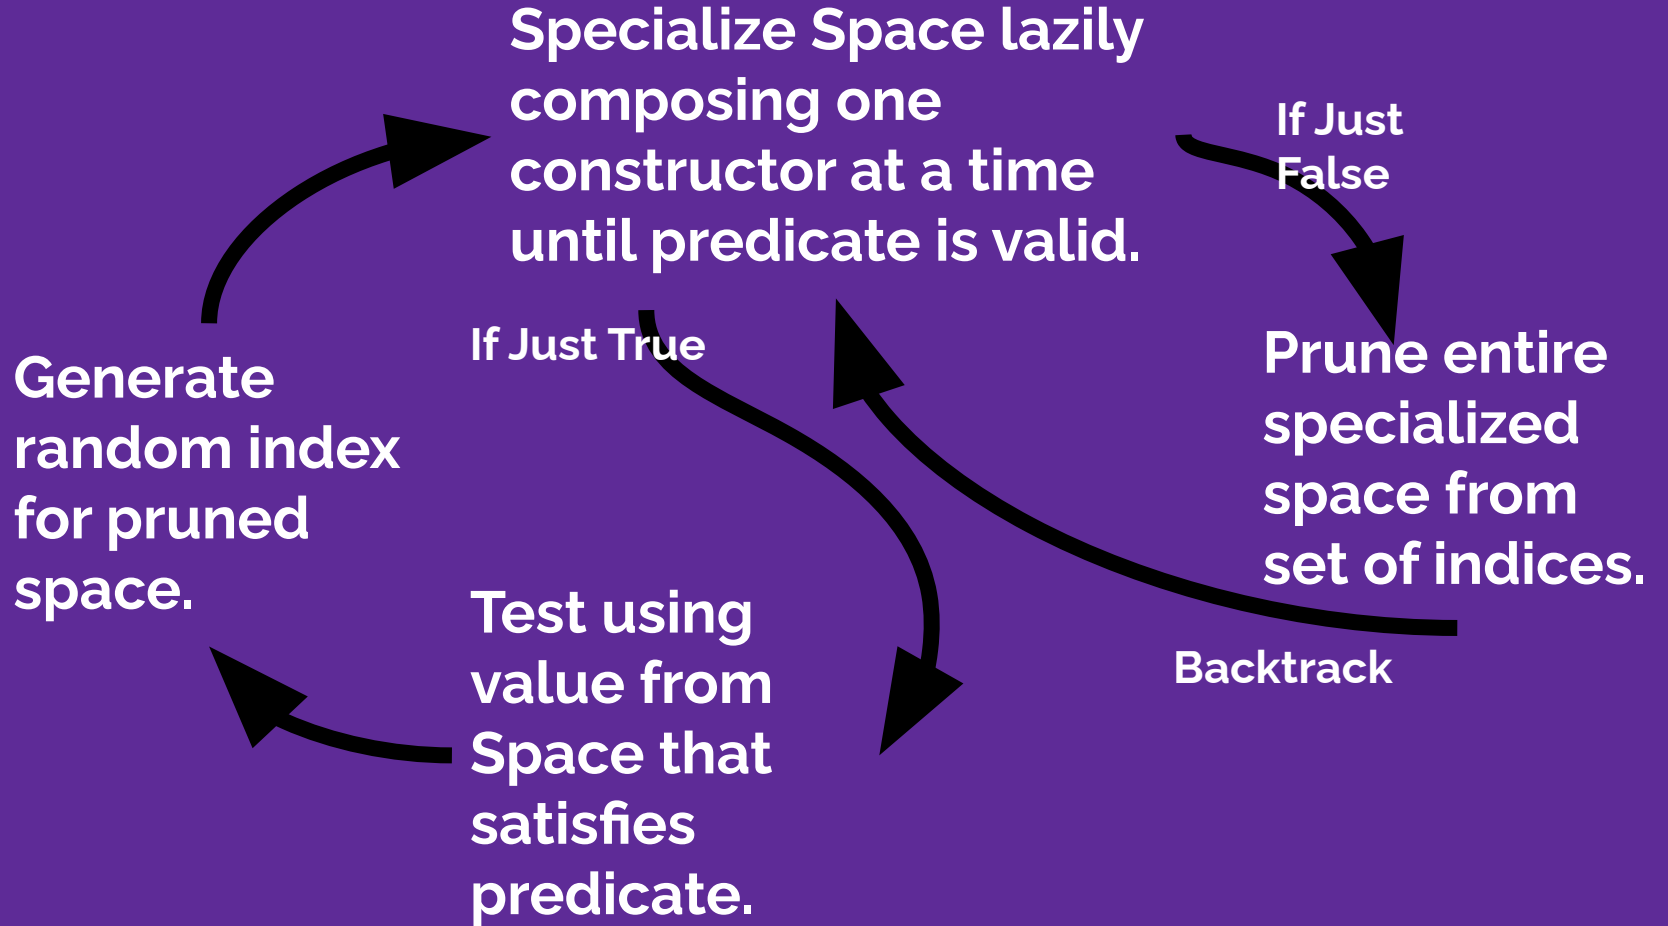 Specialize Space lazily
composing one
constructor at a time
until predicate is valid.
If Just
False
If Just True
Generate
random index
for pruned
space.
Prune entire
specialized
space from
set of indices.
Test using
value from
Space that
satisfies
predicate.
Backtrack